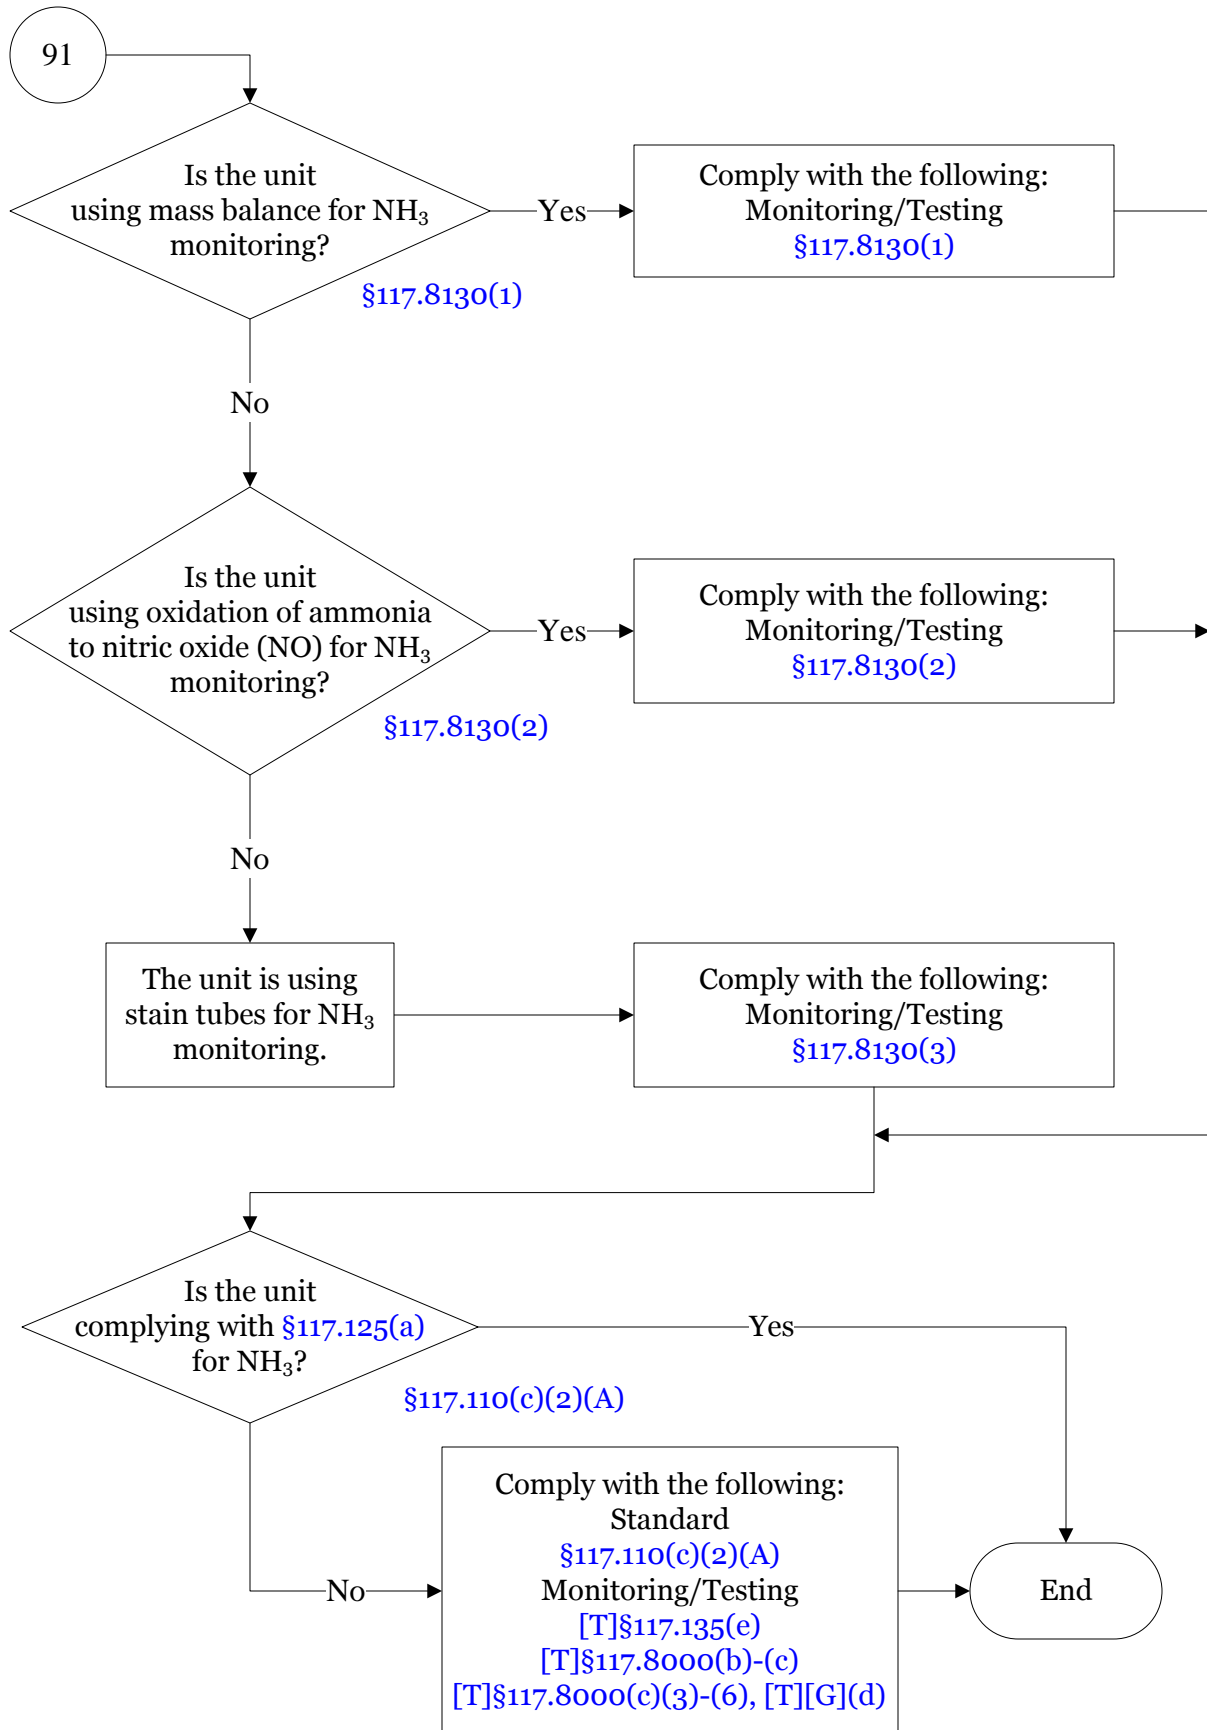 91
Is the unit
using mass balance for NH₃
monitoring?
§117.8130(1)
Yes
Comply with the following:
Monitoring/Testing
§117.8130(1)
No
Is the unit
using oxidation of ammonia
to nitric oxide (NO) for NH₃
monitoring?
§117.8130(2)
Yes
Comply with the following:
Monitoring/Testing
§117.8130(2)
No
The unit is using
stain tubes for NH₃
monitoring.
Comply with the following:
Monitoring/Testing
§117.8130(3)
Is the unit
complying with §117.125(a)
for NH₃?
§117.110(c)(2)(A)
Yes
No
Comply with the following:
Standard
§117.110(c)(2)(A)
Monitoring/Testing
[T]§117.135(e)
[T]§117.8000(b)-(c)
[T]§117.8000(c)(3)-(6), [T][G](d)
End